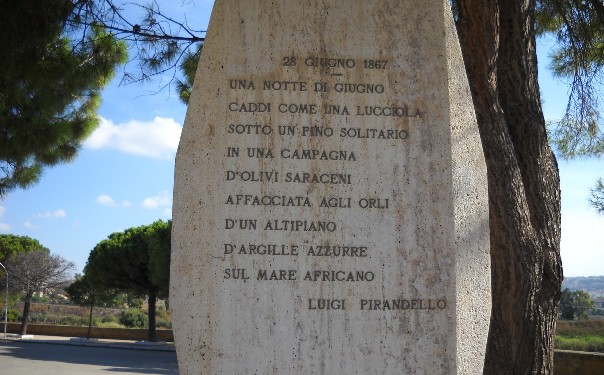 28 GIUGNO 1867
UNA NOTTE DI GIUGNO
CADDI COME UNA LUCCIOLA
SOTTO UN PINO SOLITARIO
IN UNA CAMPAGNA
D'OLIVI SARACENI
AFFACCIATA AGLI ORLI
D'UN ALTIPIANO
D'ARGILLE AZZURRE
SUL MARE AFRICANO
LUIGI PIRANDELLO